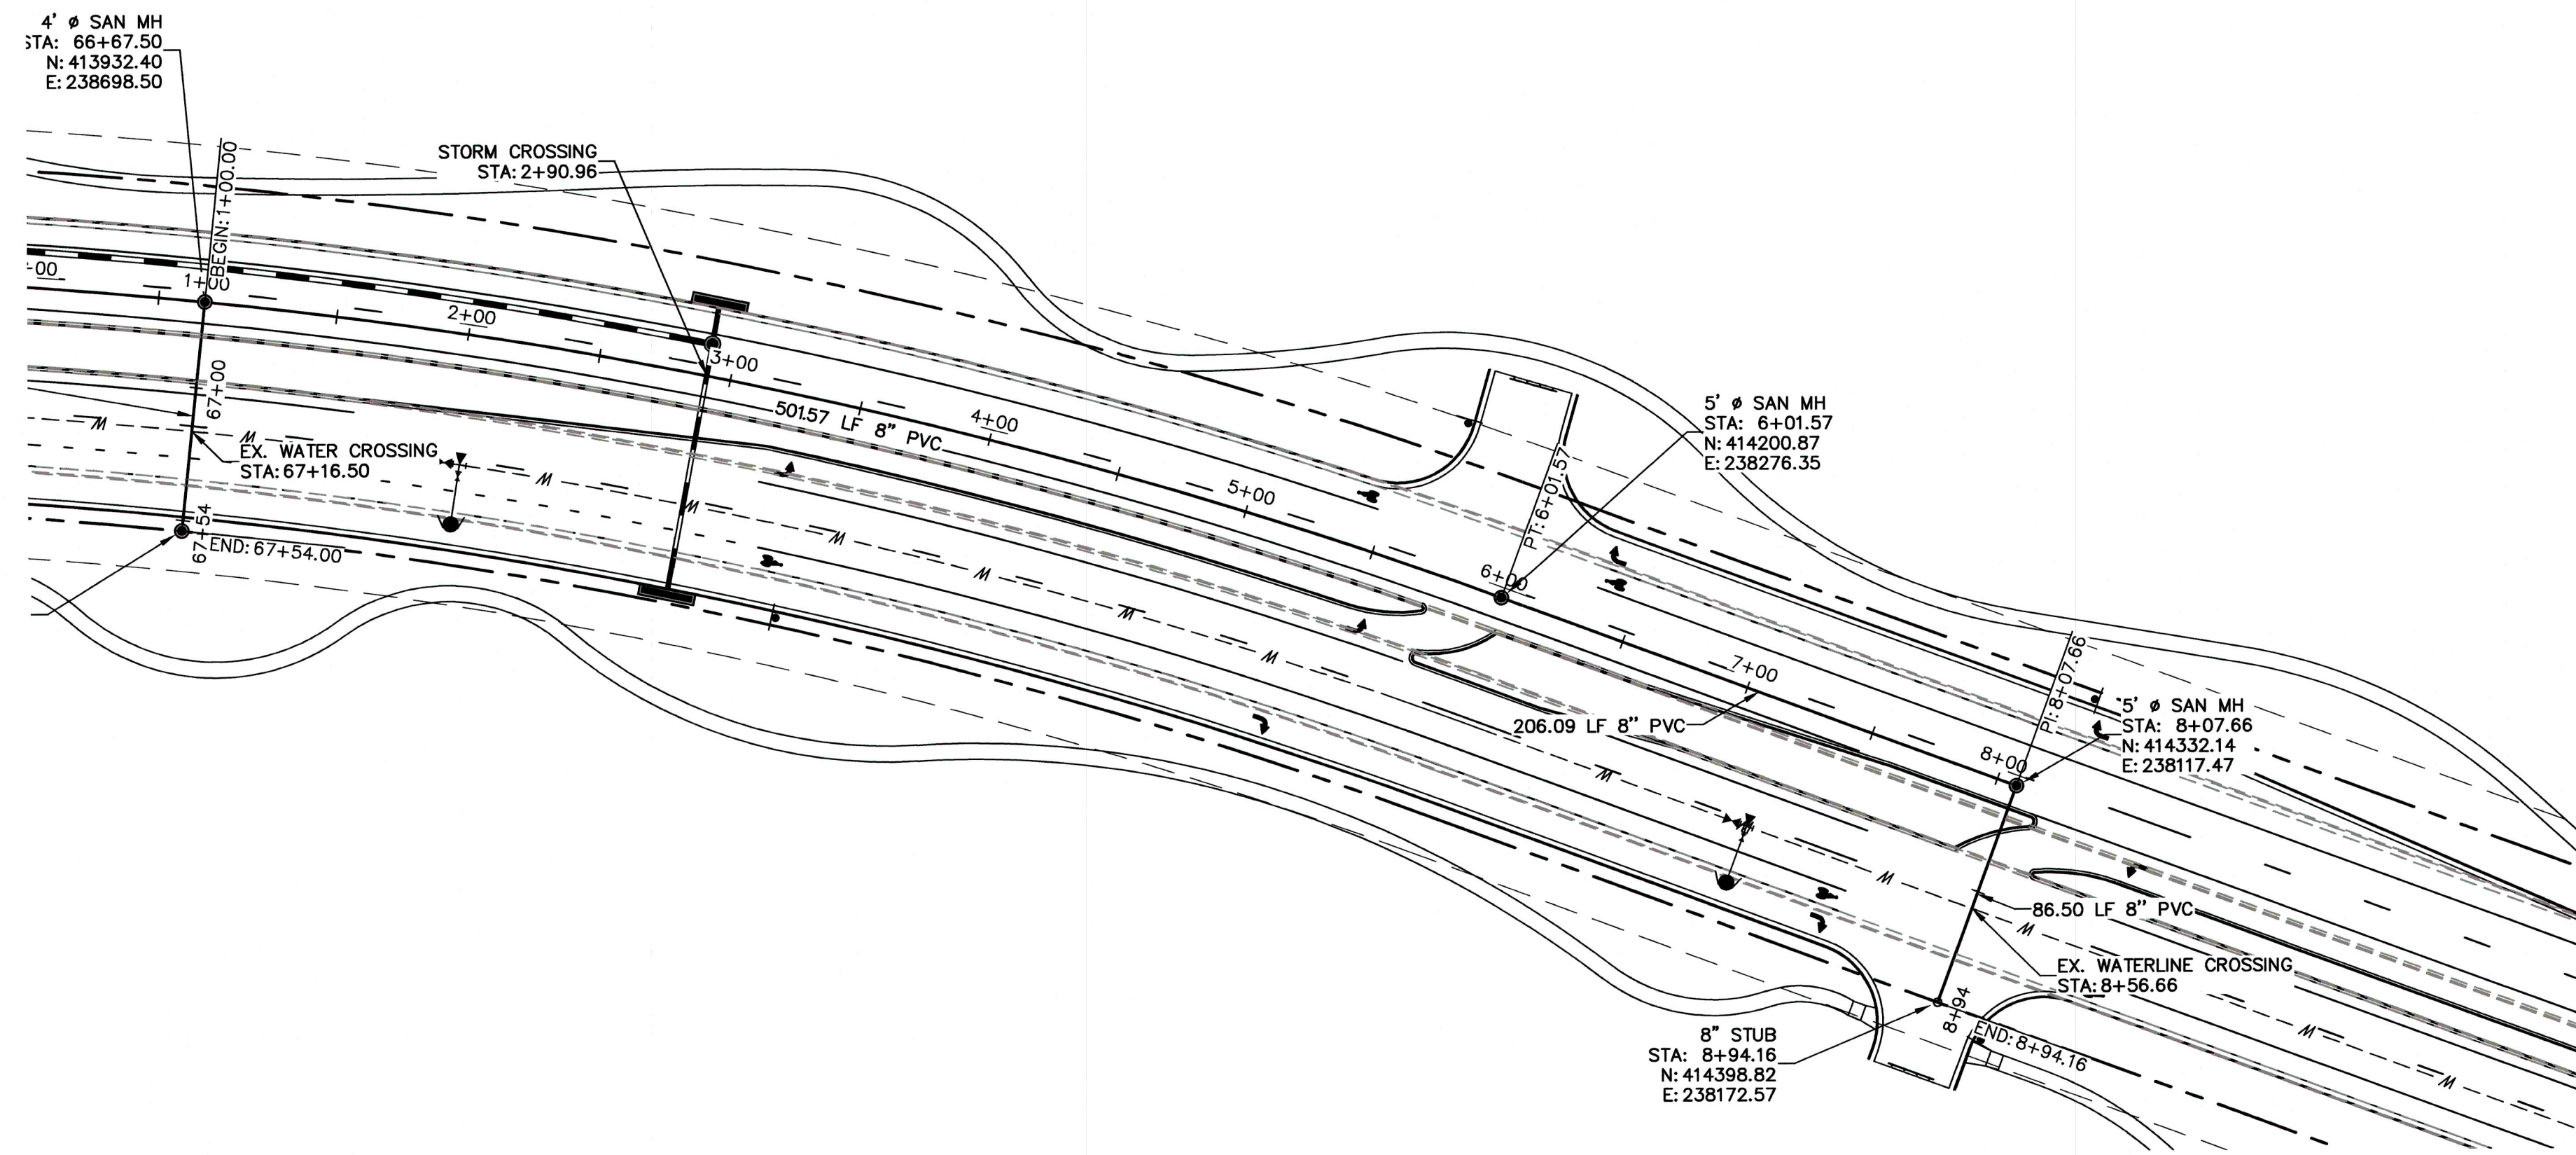 4' ø SAN MH
STA: 66+67.50
N: 413932.40
E: 238698.50
BEGIN: 1+00.00
STORM CROSSING
STA: 2+90.96
+00
1+00
2+00
3+00
4+00
5+00
6+00
7+00
8+00
501.57 LF 8" PVC
67+00
W
W
EX. WATER CROSSING
STA: 67+16.50
67+54
END: 67+54.00
W
W
W
W
W
W
PT: 6+01.57
5' ø SAN MH
STA: 6+01.57
N: 414200.87
E: 238276.35
206.09 LF 8" PVC
PI: 8+07.66
5' ø SAN MH
STA: 8+07.66
N: 414332.14
E: 238117.47
W
W
86.50 LF 8" PVC
W
EX. WATERLINE CROSSING
STA: 8+56.66
8+94
END: 8+94.16
8" STUB
STA: 8+94.16
N: 414398.82
E: 238172.57
W
W